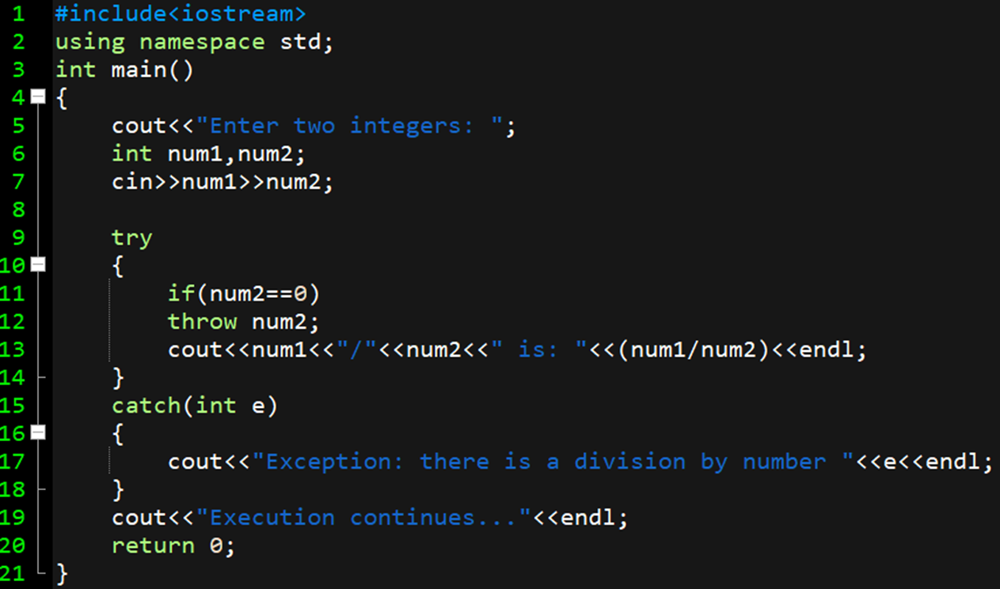 1 #include<iostream>
2 using namespace std;
3 int main()
4 {
5     cout<<"Enter two integers: ";
6     int num1,num2;
7     cin>>num1>>num2;
8
9     try
10     {
11         if(num2==0)
12         throw num2;
13         cout<<num1<<"/"<<num2<<" is: "<<(num1/num2)<<endl;
14     }
15     catch(int e)
16     {
17         cout<<"Exception: there is a division by number "<<e<<endl;
18     }
19     cout<<"Execution continues..."<<endl;
20     return 0;
21 }